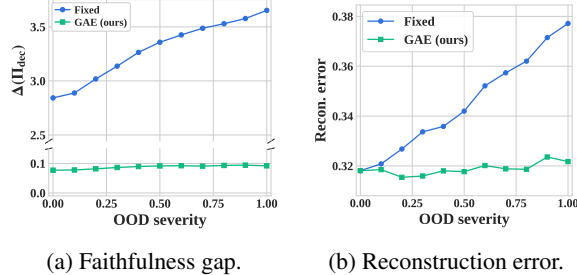 Fixed
GAE (ours)
Δ(Π_dec)
3.5
3.0
2.5
0.1
0.0
0.00 0.25 0.50 0.75 1.00
OOD severity
(a) Faithfulness gap.
Fixed
GAE (ours)
Recon. error
0.38
0.36
0.34
0.32
0.00 0.25 0.50 0.75 1.00
OOD severity
(b) Reconstruction error.